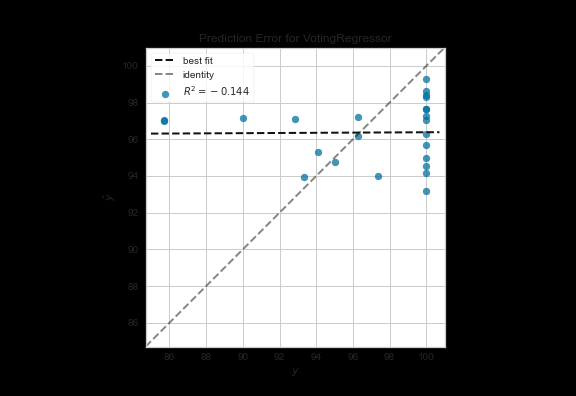 Prediction Error for VotingRegressor
best fit
identity
R² = −0.144
100
98
96
94
92
90
88
86
ŷ
86
88
90
92
94
96
98
100
y